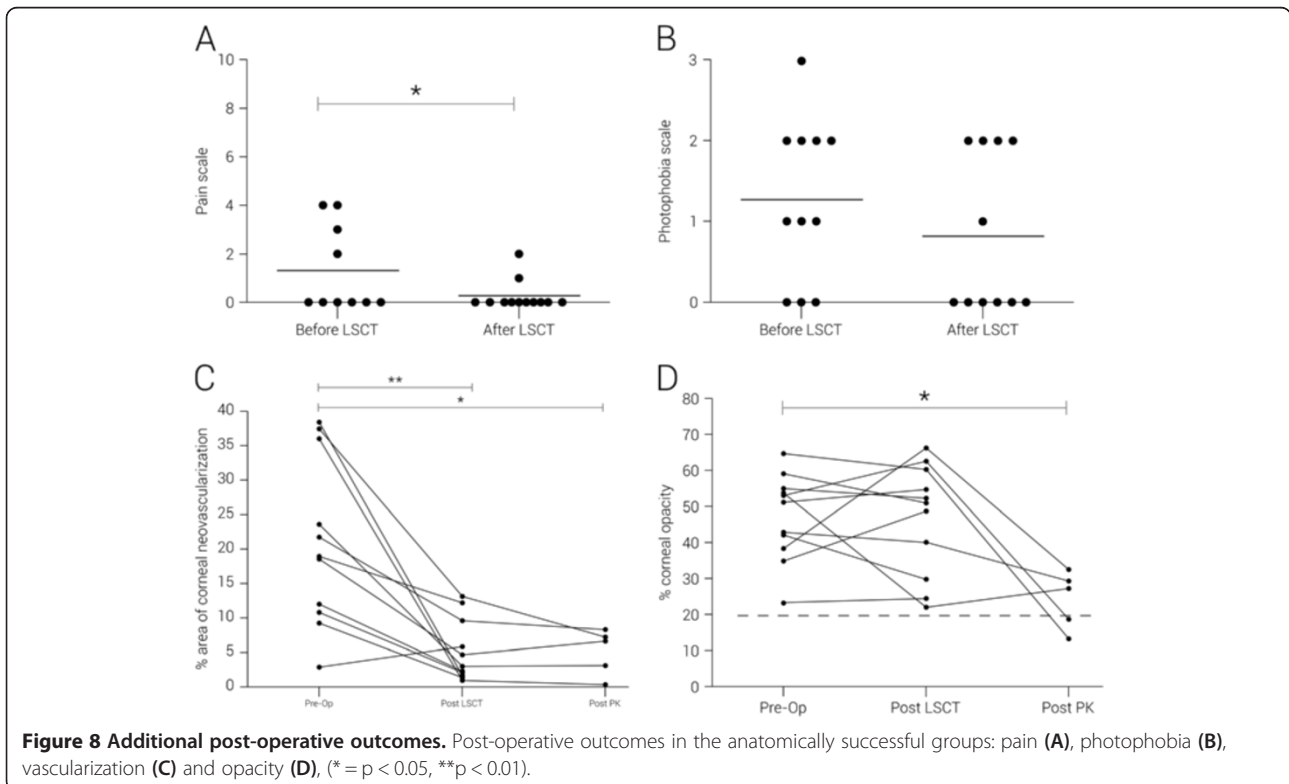 A
10
8
6
4
2
0
Pain scale
*
Before LSCT
After LSCT
B
3
2
1
0
Photophobia scale
Before LSCT
After LSCT
C
40
35
30
25
20
15
10
5
0
% area of corneal neovascularization
**
*
Pre-Op
Post LSCT
Post PK
D
80
70
60
50
40
30
20
10
0
% corneal opacity
*
Pre-Op
Post LSCT
Post PK
Figure 8 Additional post-operative outcomes. Post-operative outcomes in the anatomically successful groups: pain (A), photophobia (B),
vascularization (C) and opacity (D), (* = p < 0.05, **p < 0.01).